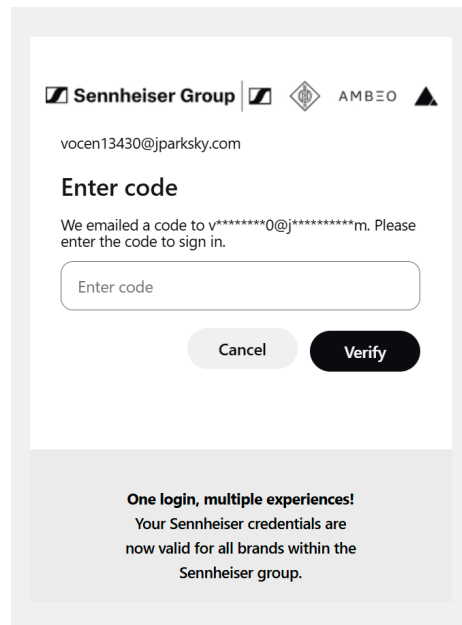 Sennheiser Group AMBΞO
vocen13430@jparksky.com
Enter code
We emailed a code to v********0@j**********m. Please
enter the code to sign in.
Enter code
Cancel Verify
One login, multiple experiences!
Your Sennheiser credentials are
now valid for all brands within the
Sennheiser group.